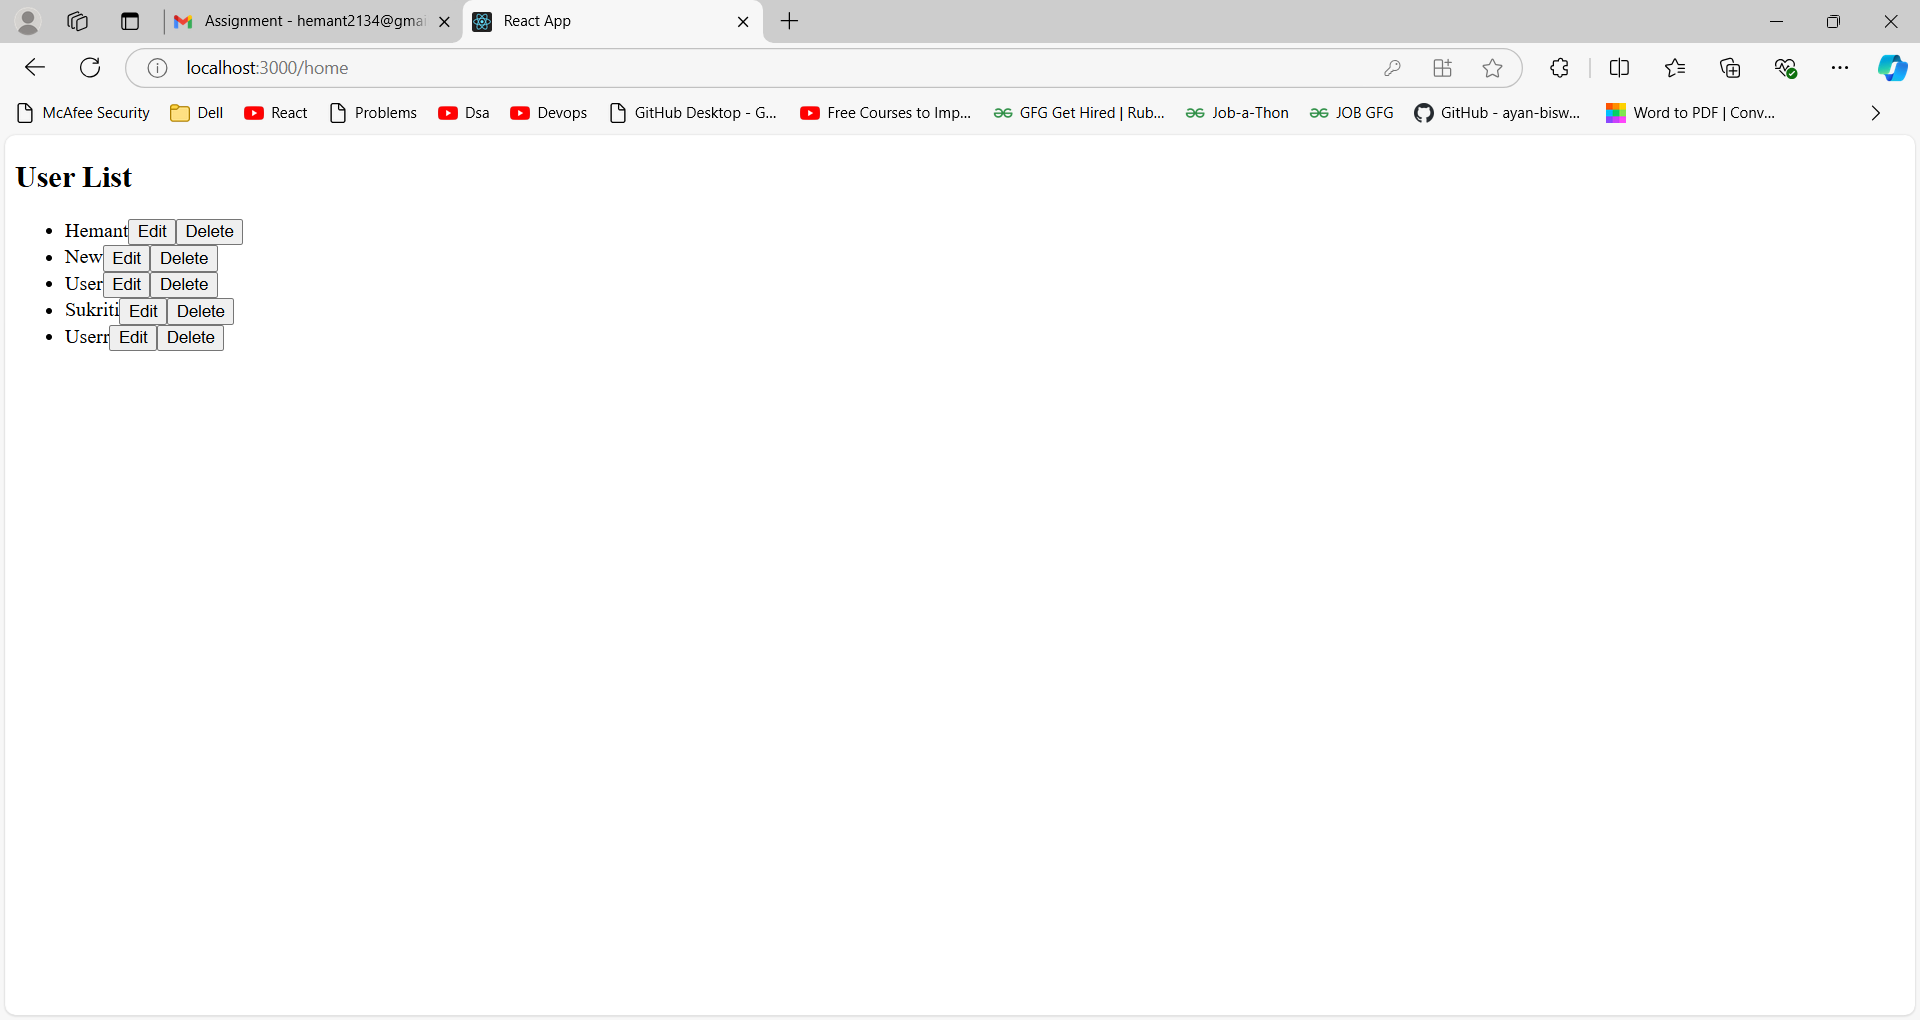 Assignment - hemant2134@gmai
React App
localhost:3000/home
McAfee Security Dell React Problems Dsa Devops GitHub Desktop - G... Free Courses to Imp... GFG Get Hired | Rub... Job-a-Thon JOB GFG GitHub - ayan-bisw... Word to PDF | Conv...
User List
• Hemant Edit Delete
• New Edit Delete
• User Edit Delete
• Sukriti Edit Delete
• Userr Edit Delete